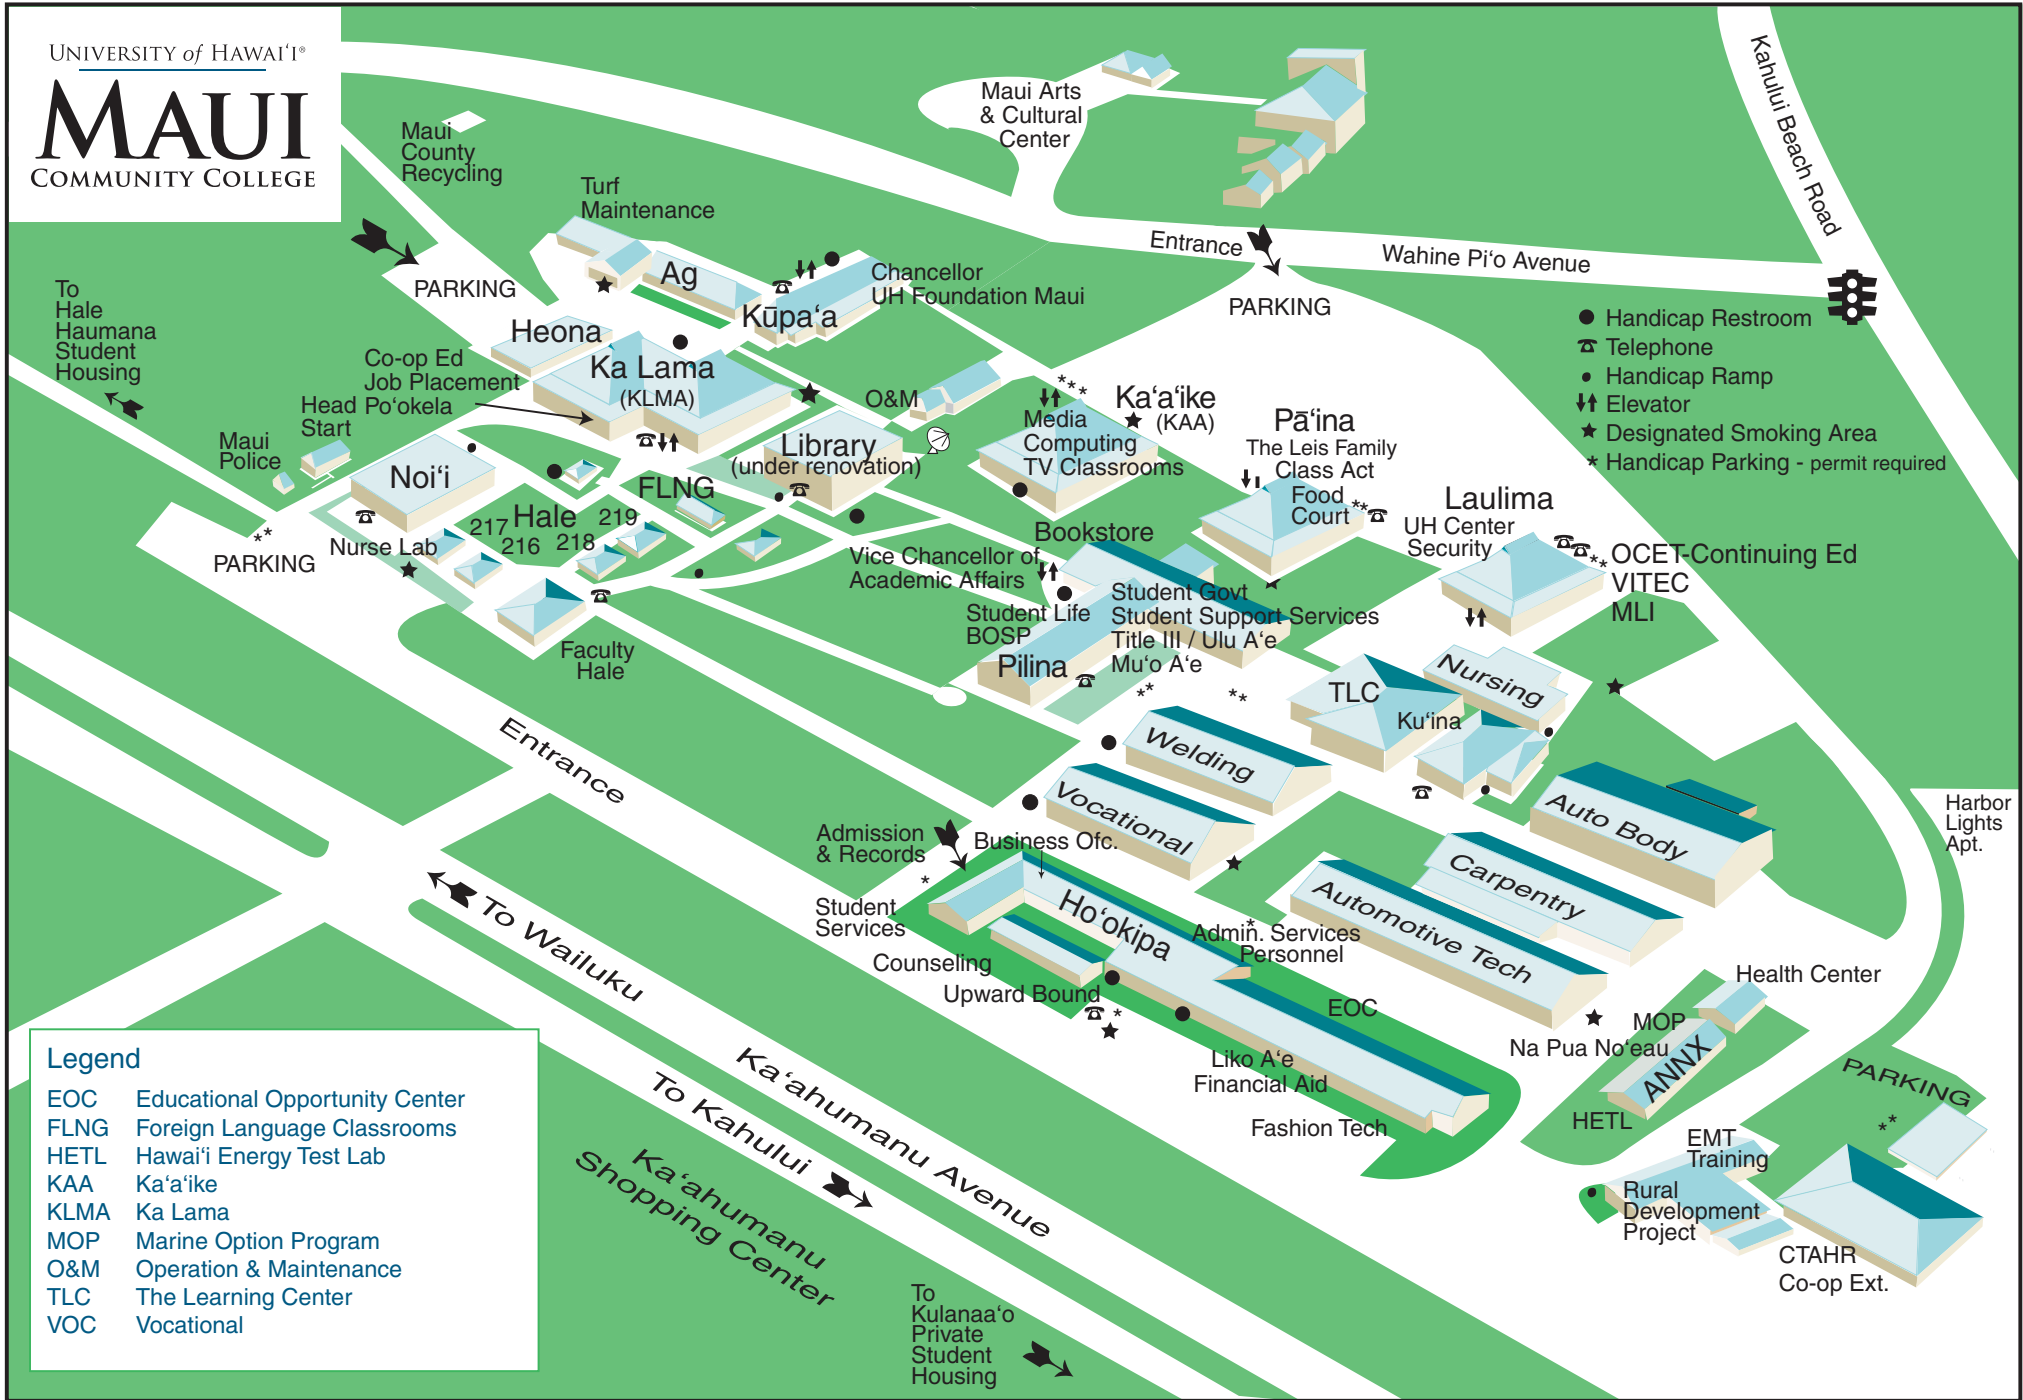 UNIVERSITY of HAWAI‘I®
MAUI
COMMUNITY COLLEGE
Maui
County
Recycling
Turf
Maintenance
Maui Arts
& Cultural
Center
Kahului Beach Road
Entrance
Wahine Pi‘o Avenue
PARKING
PARKING
To
Hale
Haumana
Student
Housing
Ag
Kūpa‘a
Chancellor
UH Foundation Maui
Heona
Ka Lama
(KLMA)
Co-op Ed
Job Placement
Po‘okela
Head
Start
Maui
Police
Noi‘i
Nurse Lab
PARKING
Hale
217
216
218
219
Faculty
Hale
FLNG
Library
(under renovation)
O&M
Ka‘a‘ike
(KAA)
Media
Computing
TV Classrooms
Pā‘ina
The Leis Family
Class Act
Food
Court
Handicap Restroom
Telephone
Handicap Ramp
Elevator
Designated Smoking Area
* Handicap Parking - permit required
Laulima
UH Center
Security
OCET-Continuing Ed
VITEC
MLI
Bookstore
Vice Chancellor of
Academic Affairs
Student Life
BOSP
Pilina
Student Govt
Student Support Services
Title III / Ulu A‘e
Mu‘o A‘e
TLC
Nursing
Ku‘ina
Welding
Vocational
Auto Body
Carpentry
Automotive Tech
Harbor
Lights
Apt.
Entrance
Admission
& Records
Business Ofc.
Student
Services
Ho‘okipa
Counseling
Upward Bound
Admin. Services
Personnel
EOC
Liko A‘e
Financial Aid
Fashion Tech
Health Center
MOP
Na Pua No‘eau
ANNX
HETL
PARKING
EMT
Training
Rural
Development
Project
CTAHR
Co-op Ext.
To Wailuku
Ka‘ahumanu Avenue
To Kahului
Ka‘ahumanu
Shopping Center
To
Kulanaa‘o
Private
Student
Housing
Legend
EOC Educational Opportunity Center
FLNG Foreign Language Classrooms
HETL Hawai‘i Energy Test Lab
KAA Ka‘a‘ike
KLMA Ka Lama
MOP Marine Option Program
O&M Operation & Maintenance
TLC The Learning Center
VOC Vocational